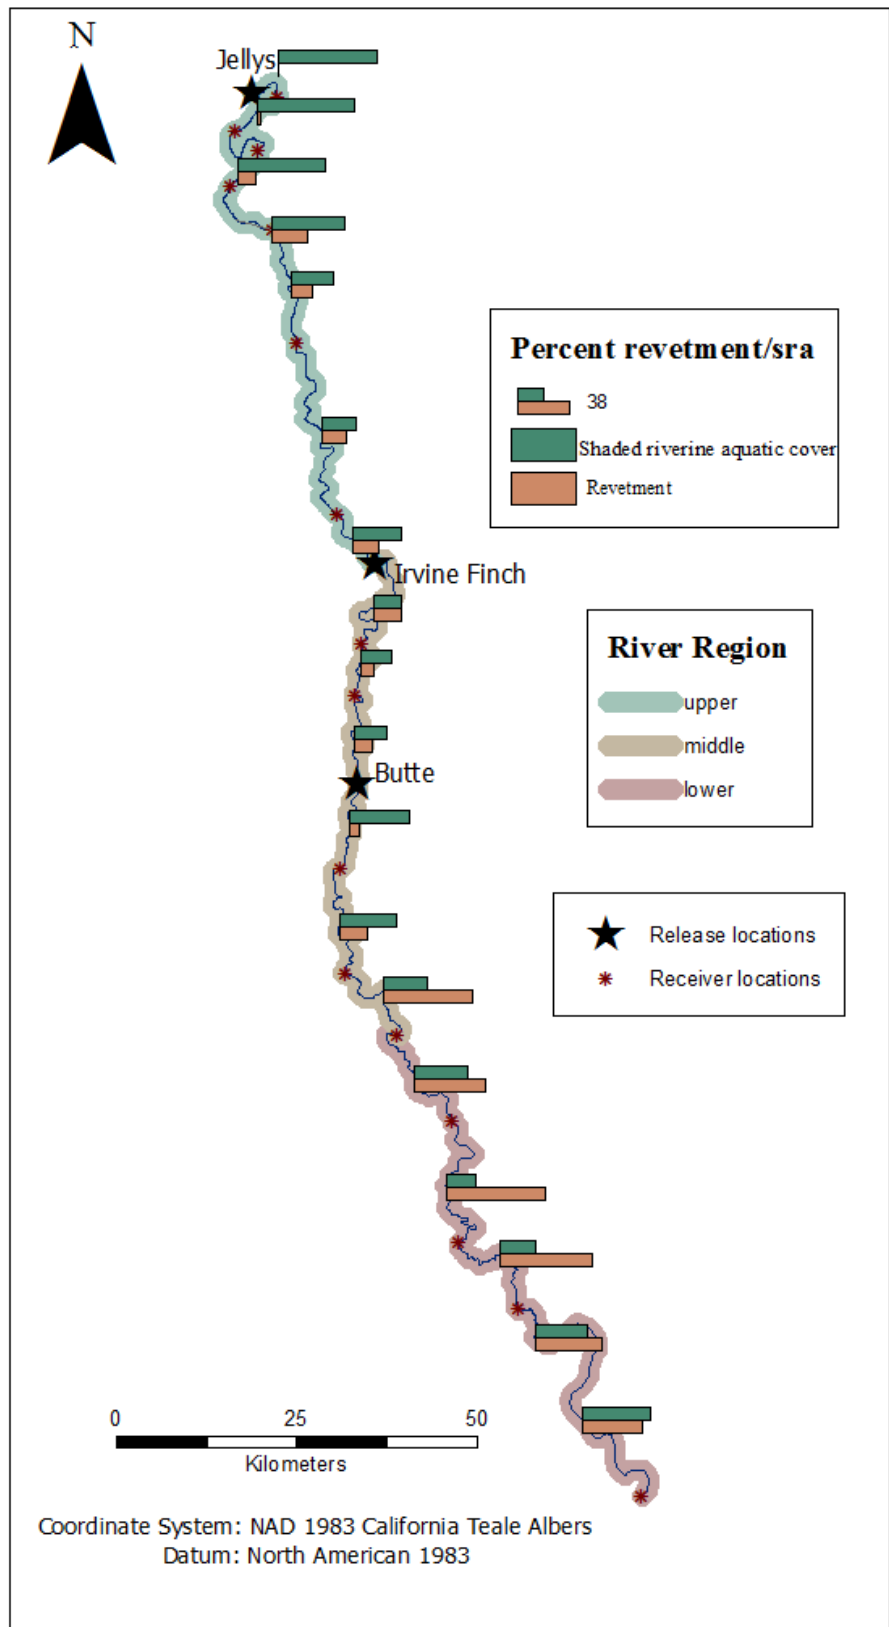 N
Jellys
Percent revetment/sra
38
Shaded riverine aquatic cover
Revetment
Irvine Finch
River Region
upper
middle
lower
Butte
Release locations
Receiver locations
0 25 50
Kilometers
Coordinate System: NAD 1983 California Teale Albers
Datum: North American 1983